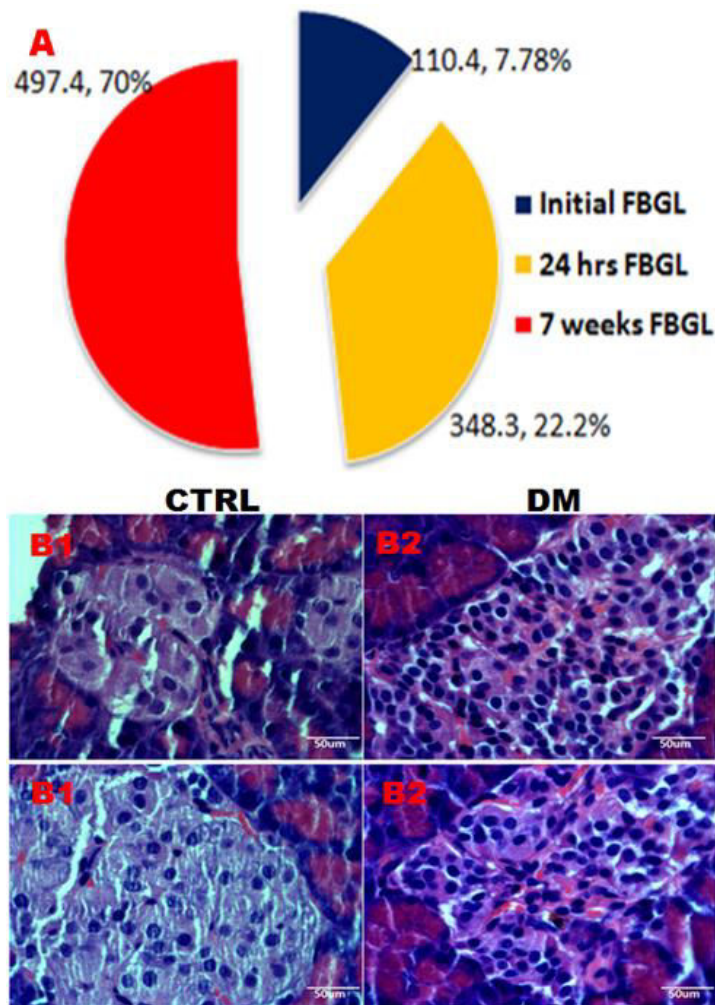 A
497.4, 70%
110.4, 7.78%
Initial FBGL
24 hrs FBGL
7 weeks FBGL
348.3, 22.2%
CTRL
DM
B1
B2
50um
50um
B1
B2
50um
50um